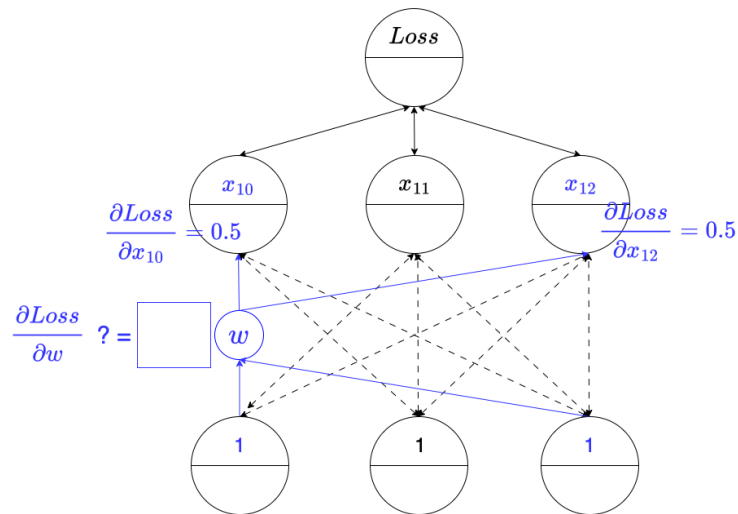 Loss
x₁₀ x₁₁ x₁₂
∂Loss/∂x₁₀ = 0.5
∂Loss/∂x₁₂ = 0.5
∂Loss/∂w ? =
w
1 1 1